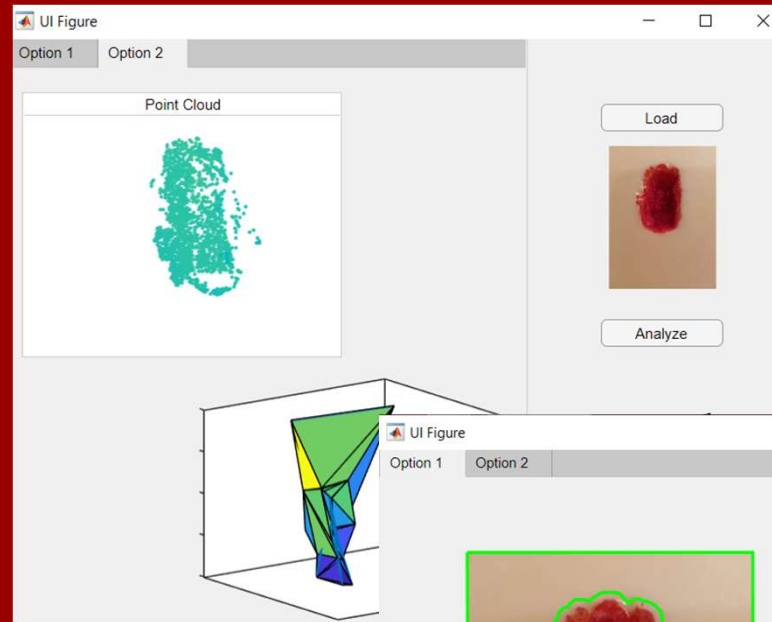 UI Figure
Option 1 Option 2
Point Cloud
Load
Analyze
UI Figure
Option 1 Option 2